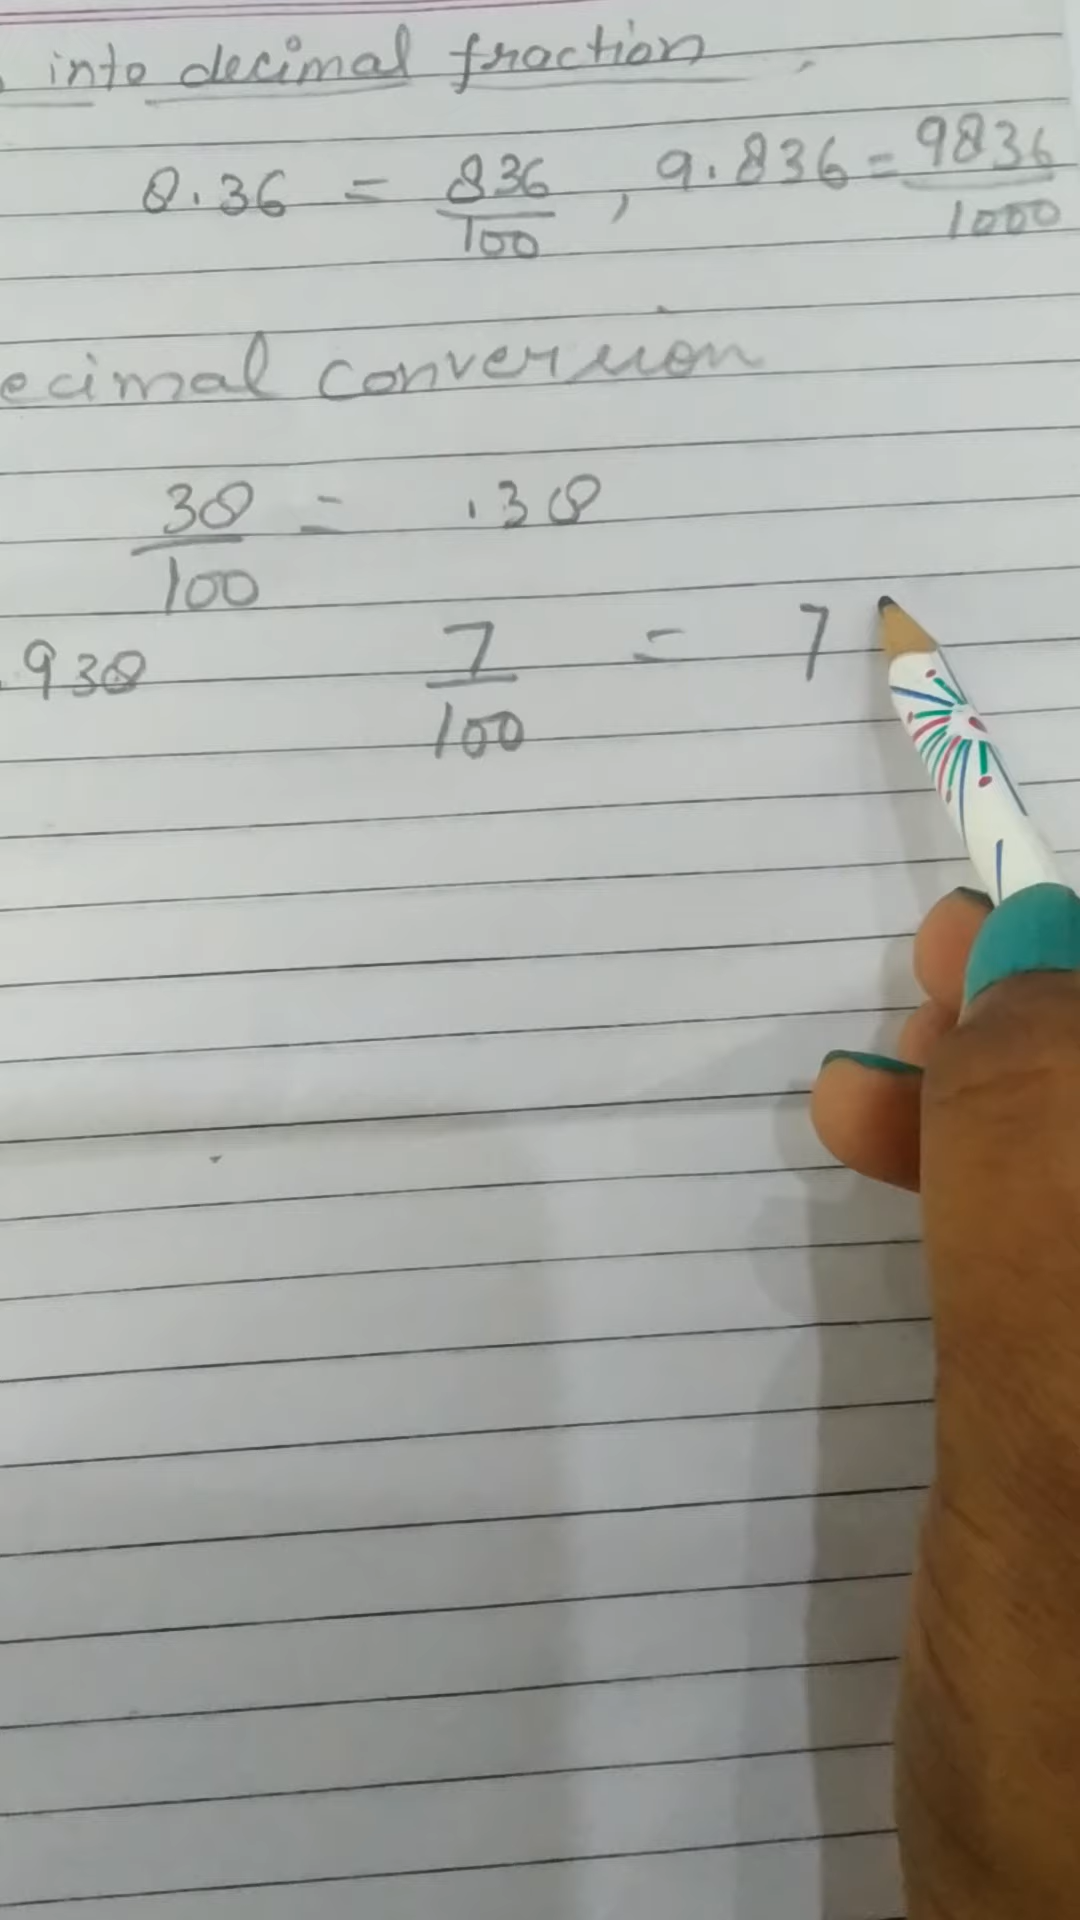 into decimal fraction
8.36 = 836/100 , 9.836 = 9836/1000
ecimal conversion
38/100 = .38
.938 7/100 = 7